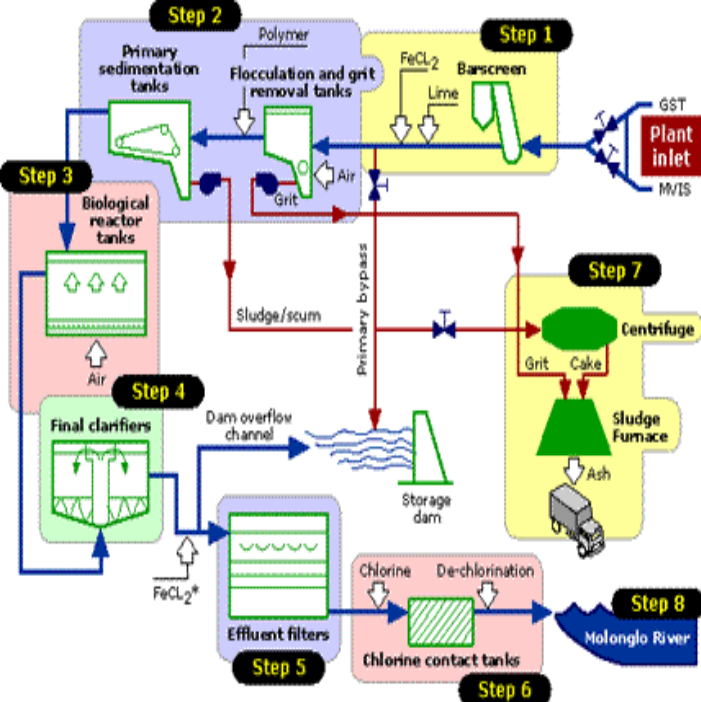 Step 2
Polymer
Step 1
Primary
sedimentation
tanks
Flocculation and grit
removal tanks
FeCL2
Barscreen
Lime
GST
Plant
inlet
MVIS
Step 3
Air
Grit
Biological
reactor
tanks
Primary bypass
Step 7
Sludge/scum
Centrifuge
Grit
Cake
Air
Step 4
Final clarifiers
Dam overflow
channel
Sludge
Furnace
Ash
Storage
dam
FeCL2*
Chlorine
De-chlorination
Step 8
Effluent filters
Molonglo River
Step 5
Chlorine contact tanks
Step 6